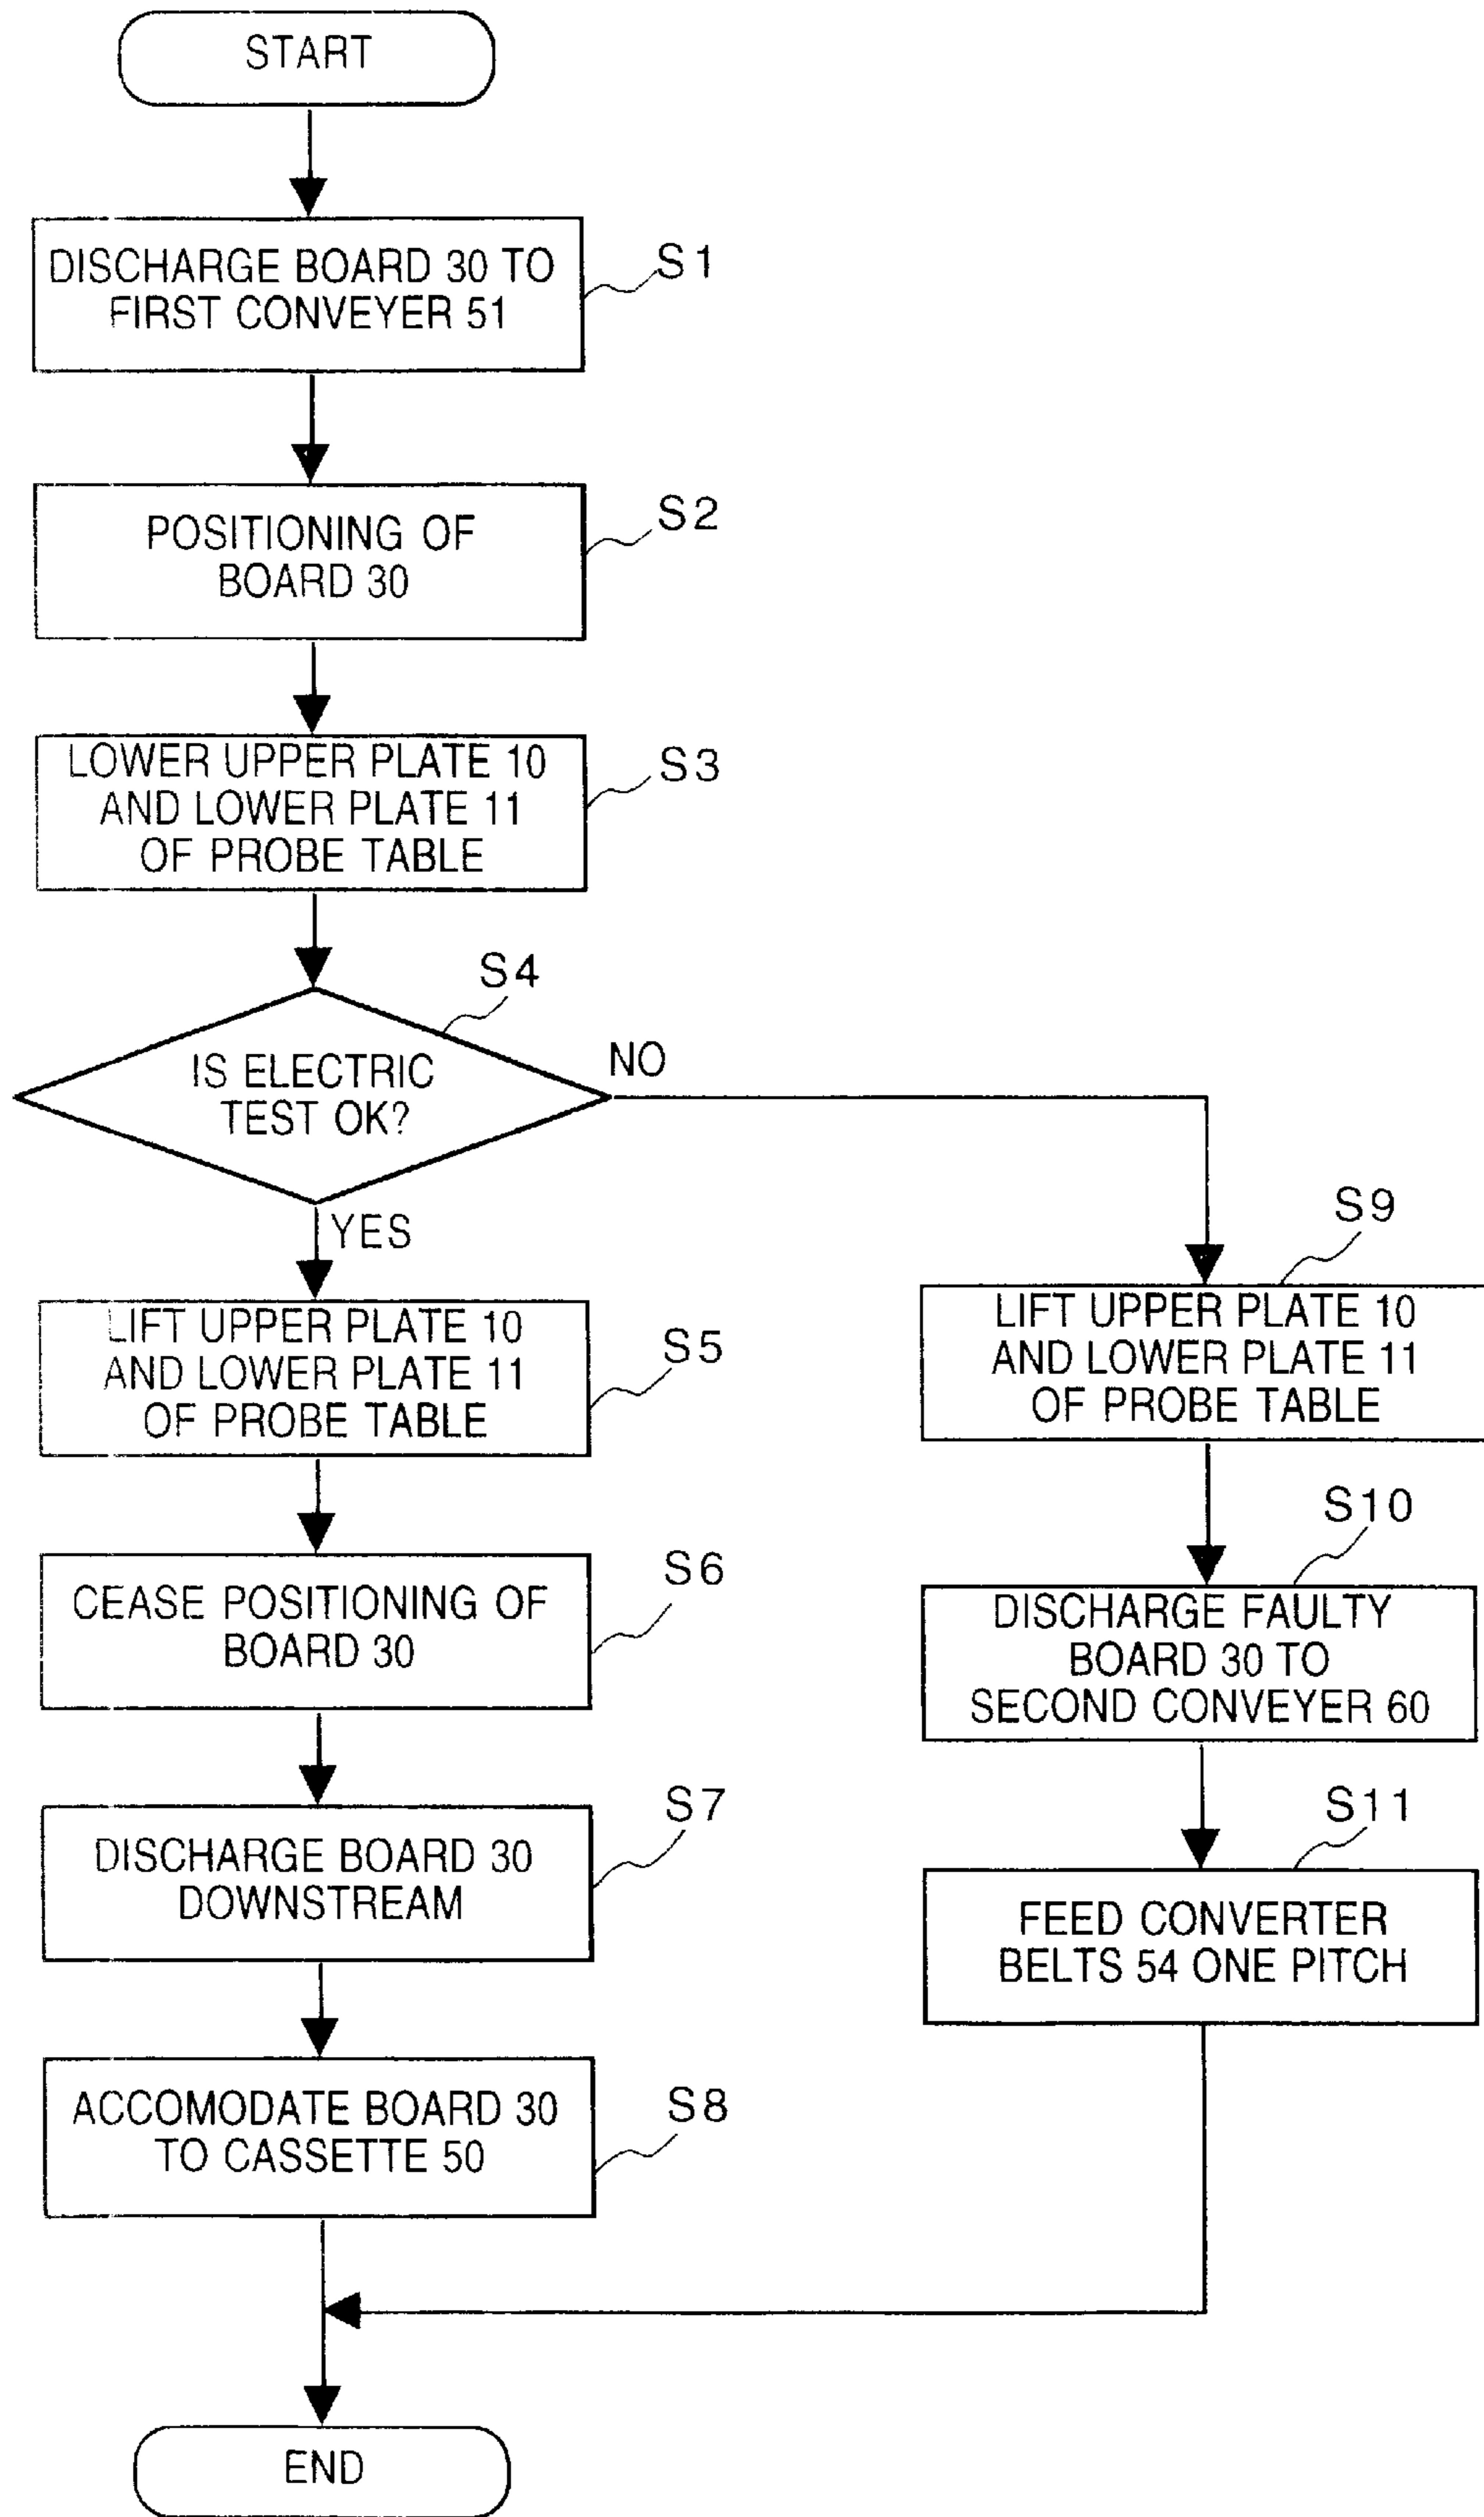 START
DISCHARGE BOARD 30 TO
FIRST CONVEYER 51
S1
POSITIONING OF
BOARD 30
S2
LOWER UPPER PLATE 10
AND LOWER PLATE 11
OF PROBE TABLE
S3
S4
IS ELECTRIC
TEST OK?
NO
YES
LIFT UPPER PLATE 10
AND LOWER PLATE 11
OF PROBE TABLE
S5
CEASE POSITIONING OF
BOARD 30
S6
DISCHARGE BOARD 30
DOWNSTREAM
S7
ACCOMODATE BOARD 30
TO CASSETTE 50
S8
S9
LIFT UPPER PLATE 10
AND LOWER PLATE 11
OF PROBE TABLE
S10
DISCHARGE FAULTY
BOARD 30 TO
SECOND CONVEYER 60
S11
FEED CONVERTER
BELTS 54 ONE PITCH
END